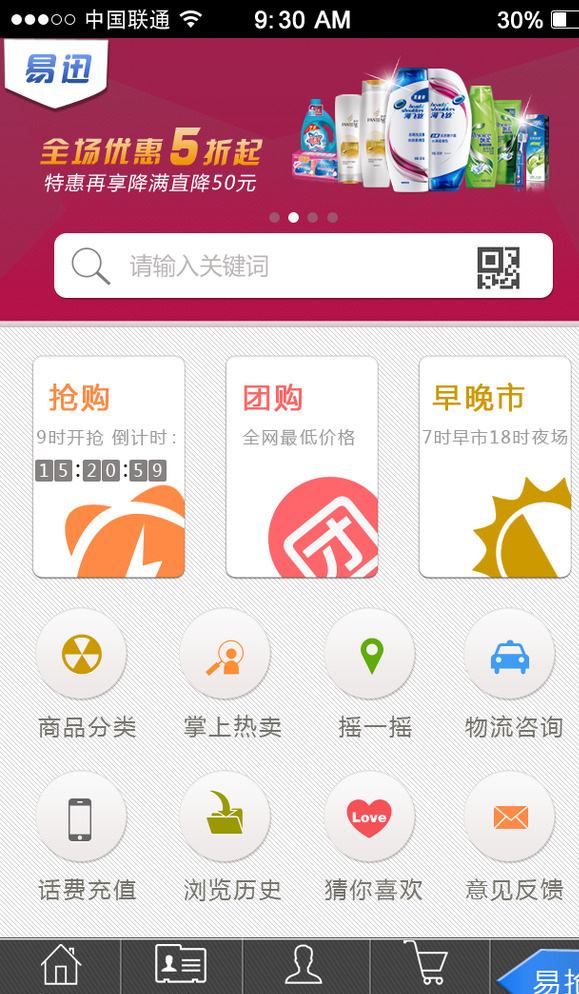 中国联通 9:30 AM 30%
易迅
全场优惠5折起
特惠再享降满直降50元
请输入关键词
抢购 团购 早晚市
9时开抢 倒计时: 全网最低价格 7时早市18时夜场
15:20:59
团
商品分类 掌上热卖 摇一摇 物流咨询
Love
话费充值 浏览历史 猜你喜欢 意见反馈
易抢